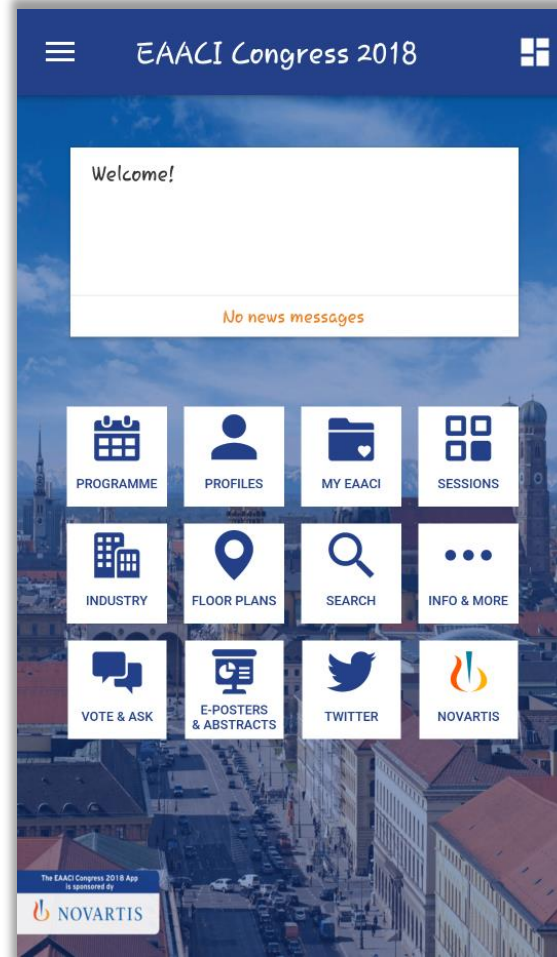 EAACI Congress 2018
Welcome!
No news messages
PROGRAMME
PROFILES
MY EAACI
SESSIONS
INDUSTRY
FLOOR PLANS
SEARCH
INFO & MORE
VOTE & ASK
E-POSTERS
& ABSTRACTS
TWITTER
NOVARTIS
The EAACI Congress 2018 App
is sponsored by
NOVARTIS